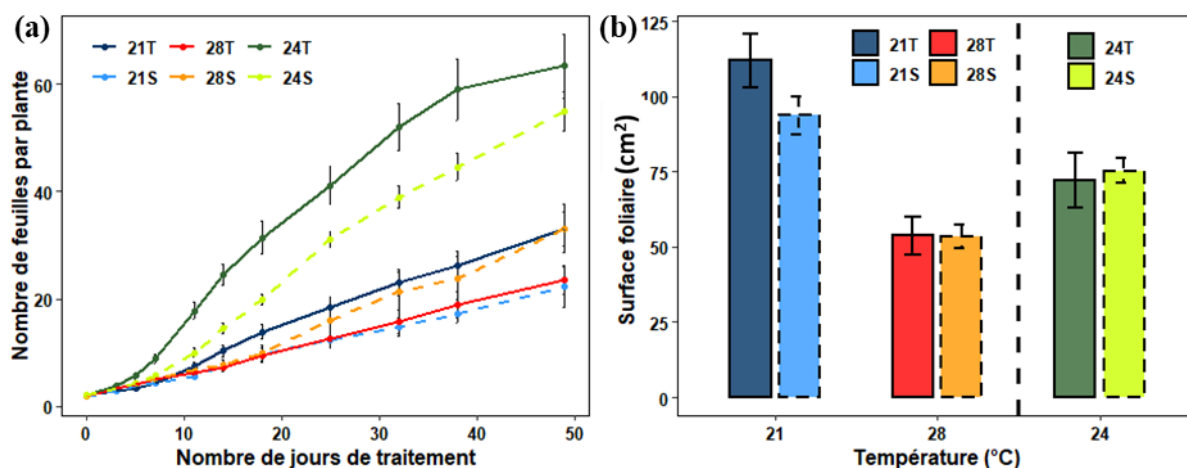 (a)
21T 28T 24T
21S 28S 24S
Nombre de feuilles par plante
60
40
20
0
0 10 20 30 40 50
Nombre de jours de traitement
(b)
21T 28T 24T
21S 28S 24S
Surface foliaire (cm²)
125
100
75
50
25
0
21 28 24
Température (°C)